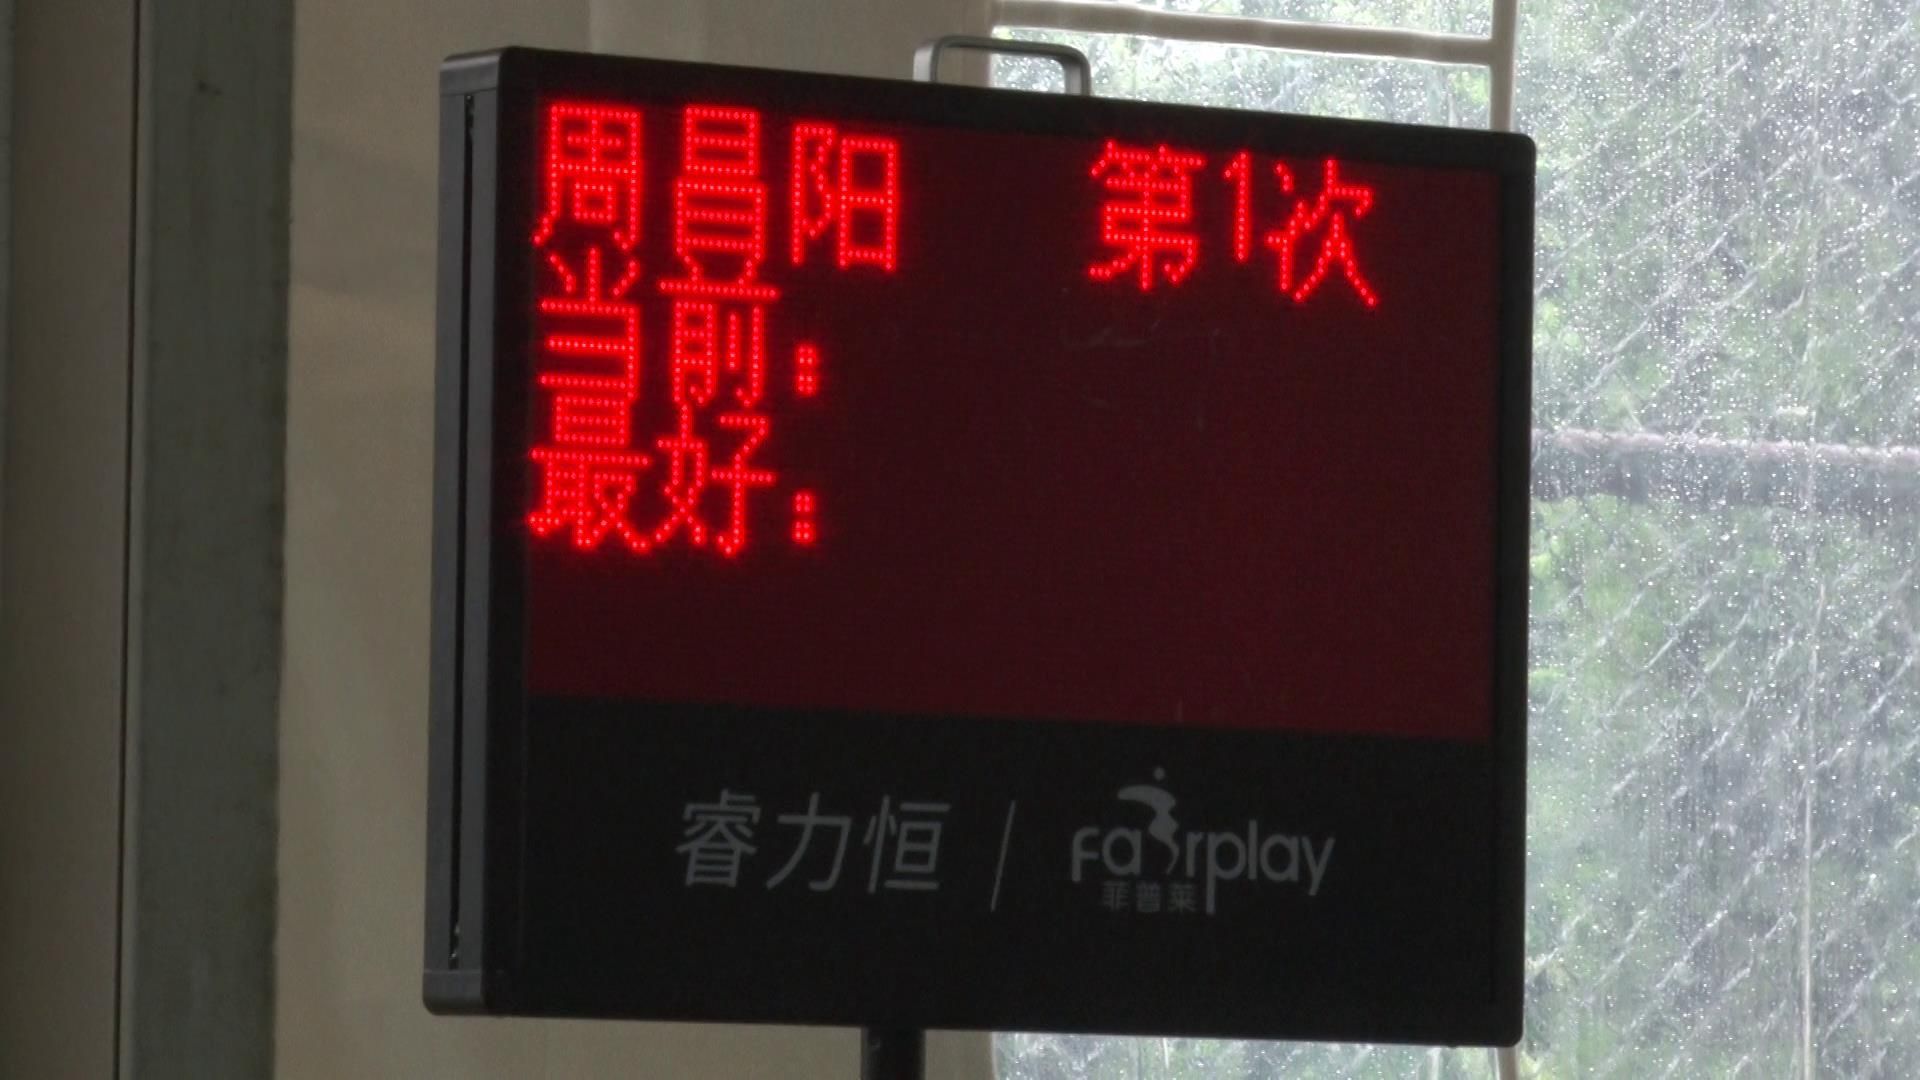 周昌阳 第1次
当前:
最好:
睿力恒 / fairplay
菲普莱